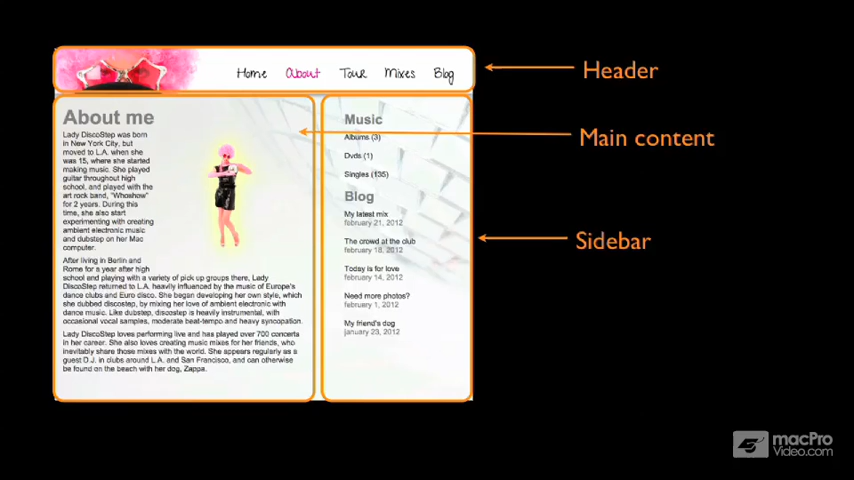 Home About Tour Mixes Blog
Header
About me
Lady DiscoStep was born
in New York City, but
moved to L.A. when she
was 15, where she started
making music. She played
guitar throughout high
school, and played with the
art rock band, "Whoshow"
for 2 years. During this
time, she also start
experimenting with creating
ambient electronic music
and dubstep on her Mac
computer.
After living in Berlin and
Rome for a year after high
school and playing with a variety of pick up groups there, Lady
DiscoStep returned to L.A. heavily influenced by the music of Europe's
dance clubs and Euro disco. She began developing her own style, which
she dubbed discostep, by mixing her love of ambient electronic with
dance music. Like dubstep, discostep is heavily instrumental, with
occasional vocal samples, moderate beat-tempo and heavy syncopation.
Lady DiscoStep loves performing live and has played over 700 concerts
in her career. She also loves creating music mixes for her friends, who
inevitably share those mixes with the world. She appears regularly as a
guest D.J. in clubs around L.A. and San Francisco, and can otherwise
be found on the beach with her dog, Zappa.
Music
Albums (3)
Dvds (1)
Singles (135)
Blog
My latest mix
february 21, 2012
The crowd at the club
february 18, 2012
Today is for love
february 14, 2012
Need more photos?
february 1, 2012
My friend's dog
january 23, 2012
Main content
Sidebar
macPro
Video.com